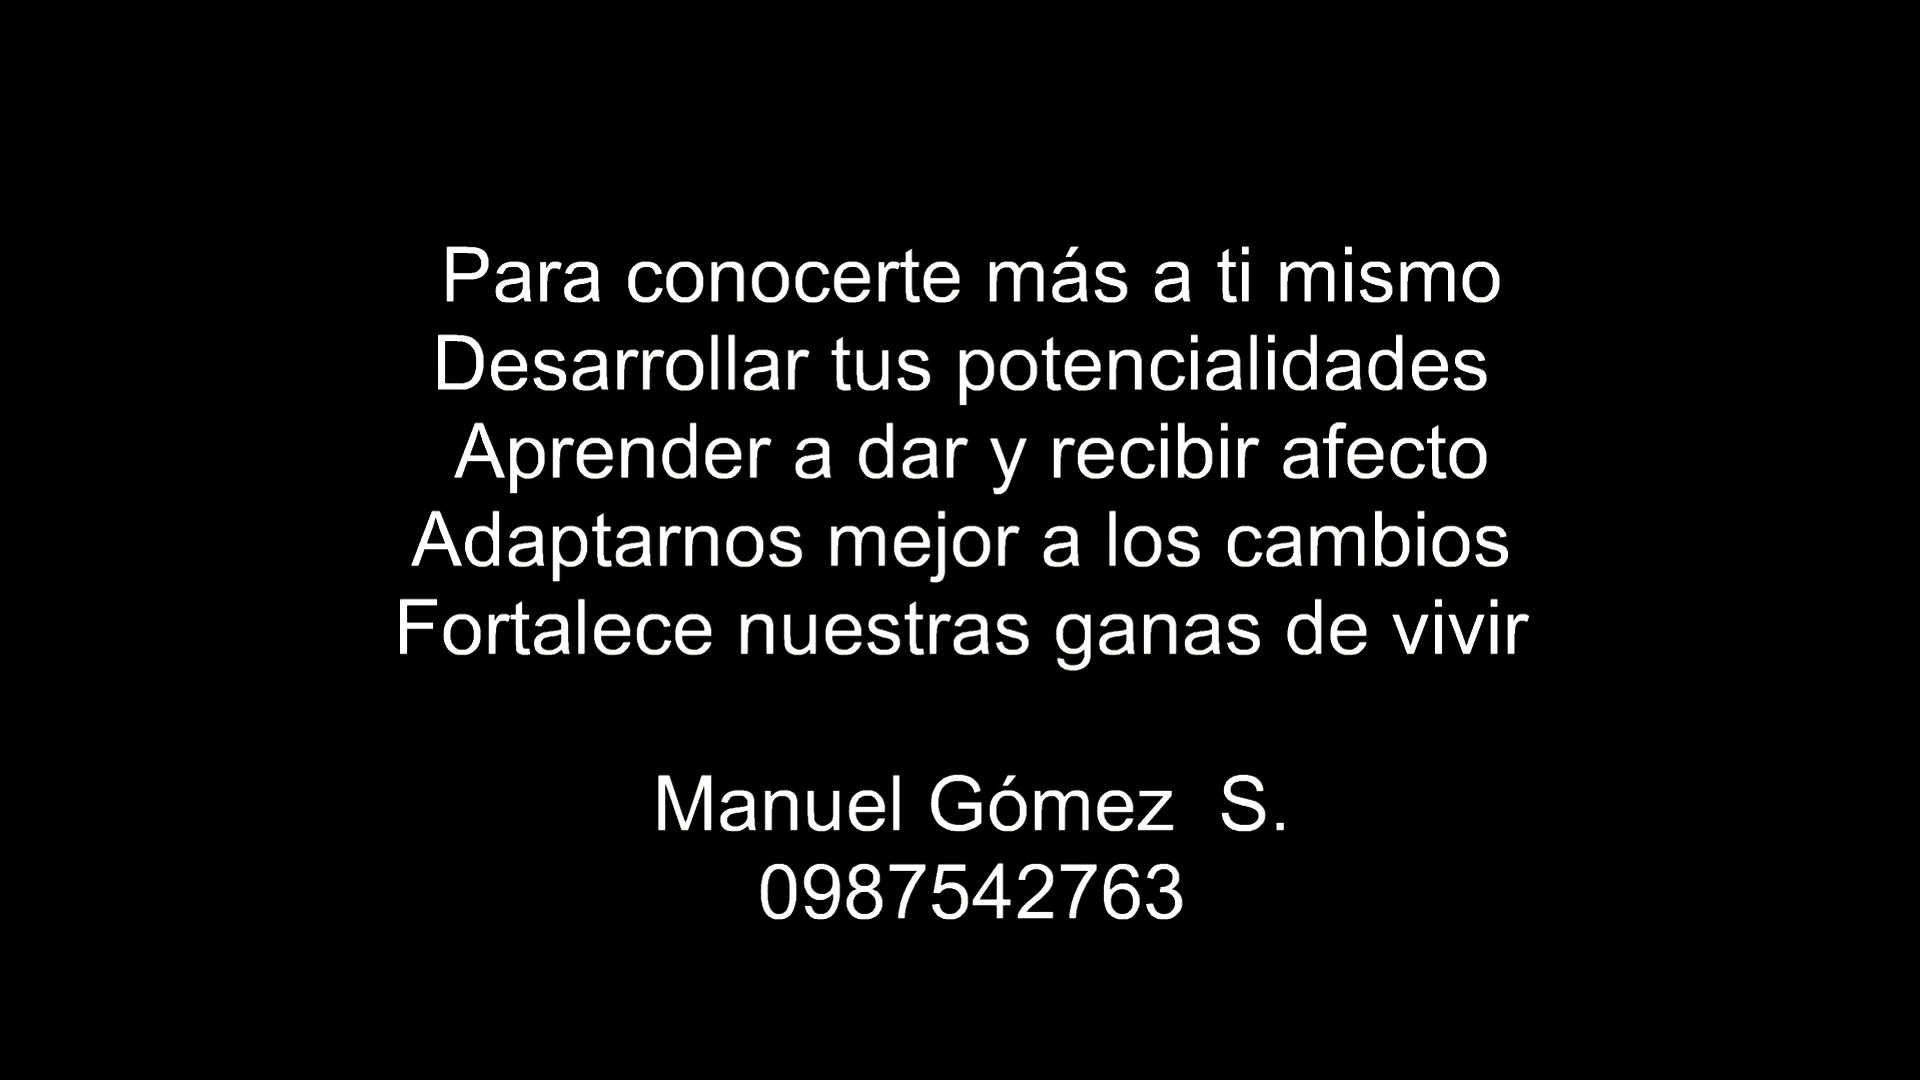 Para conocerte más a ti mismo
Desarrollar tus potencialidades
Aprender a dar y recibir afecto
Adaptarnos mejor a los cambios
Fortalece nuestras ganas de vivir
Manuel Gómez  S.
0987542763